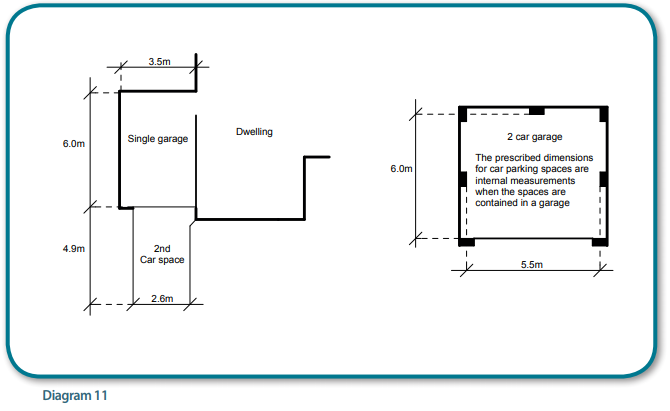 3.5m
6.0m
Single garage
Dwelling
4.9m
2nd
Car space
2.6m
6.0m
2 car garage
The prescribed dimensions
for car parking spaces are
internal measurements
when the spaces are
contained in a garage
5.5m
Diagram 11